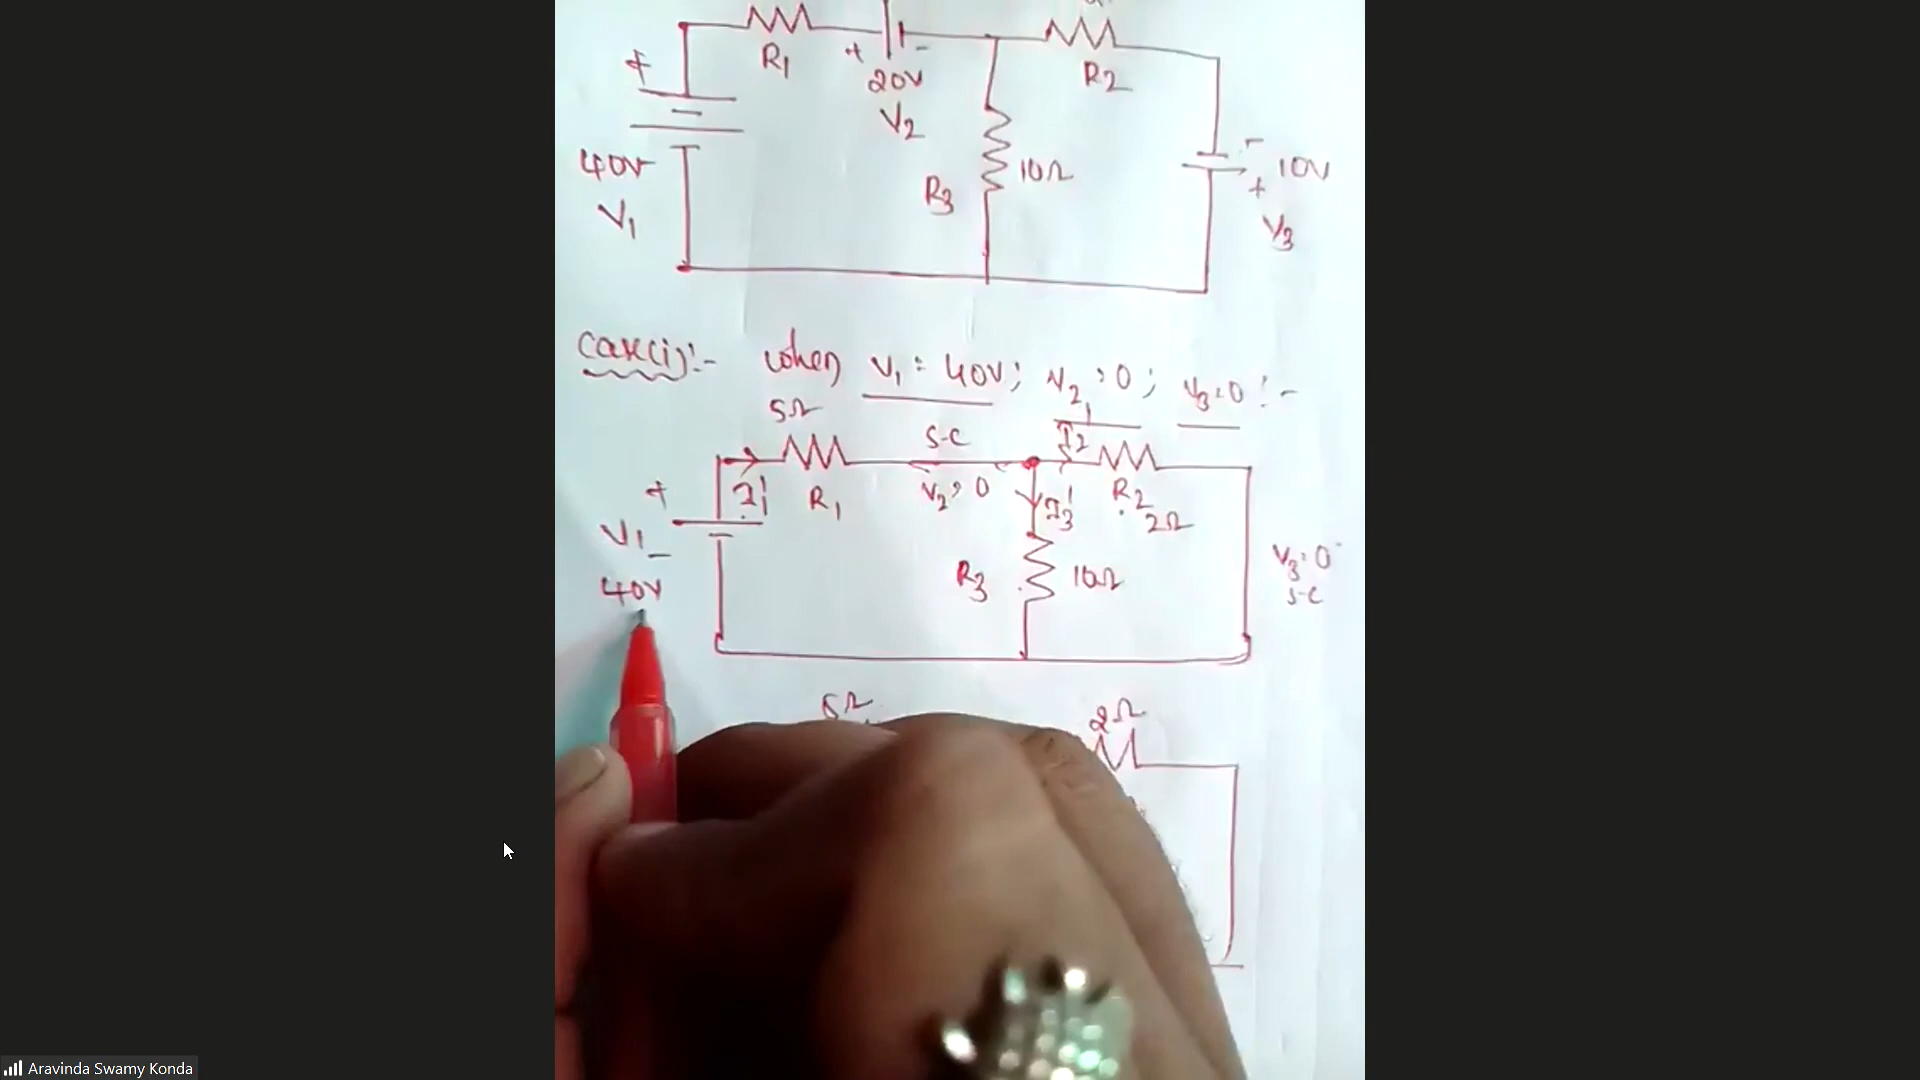 R1 + - R2
20V
V2
+
40V
V1
R3 10Ω
- 10V
+
V3
Case(i):- When V1 = 40V; V2 = 0; V3 = 0 :-
5Ω S-C I2'
+ I1' R1 V2 = 0 I3' R2 2Ω
V1 -
40V
R3 10Ω
V3 = 0
S-C
5Ω 2Ω
Aravinda Swamy Konda